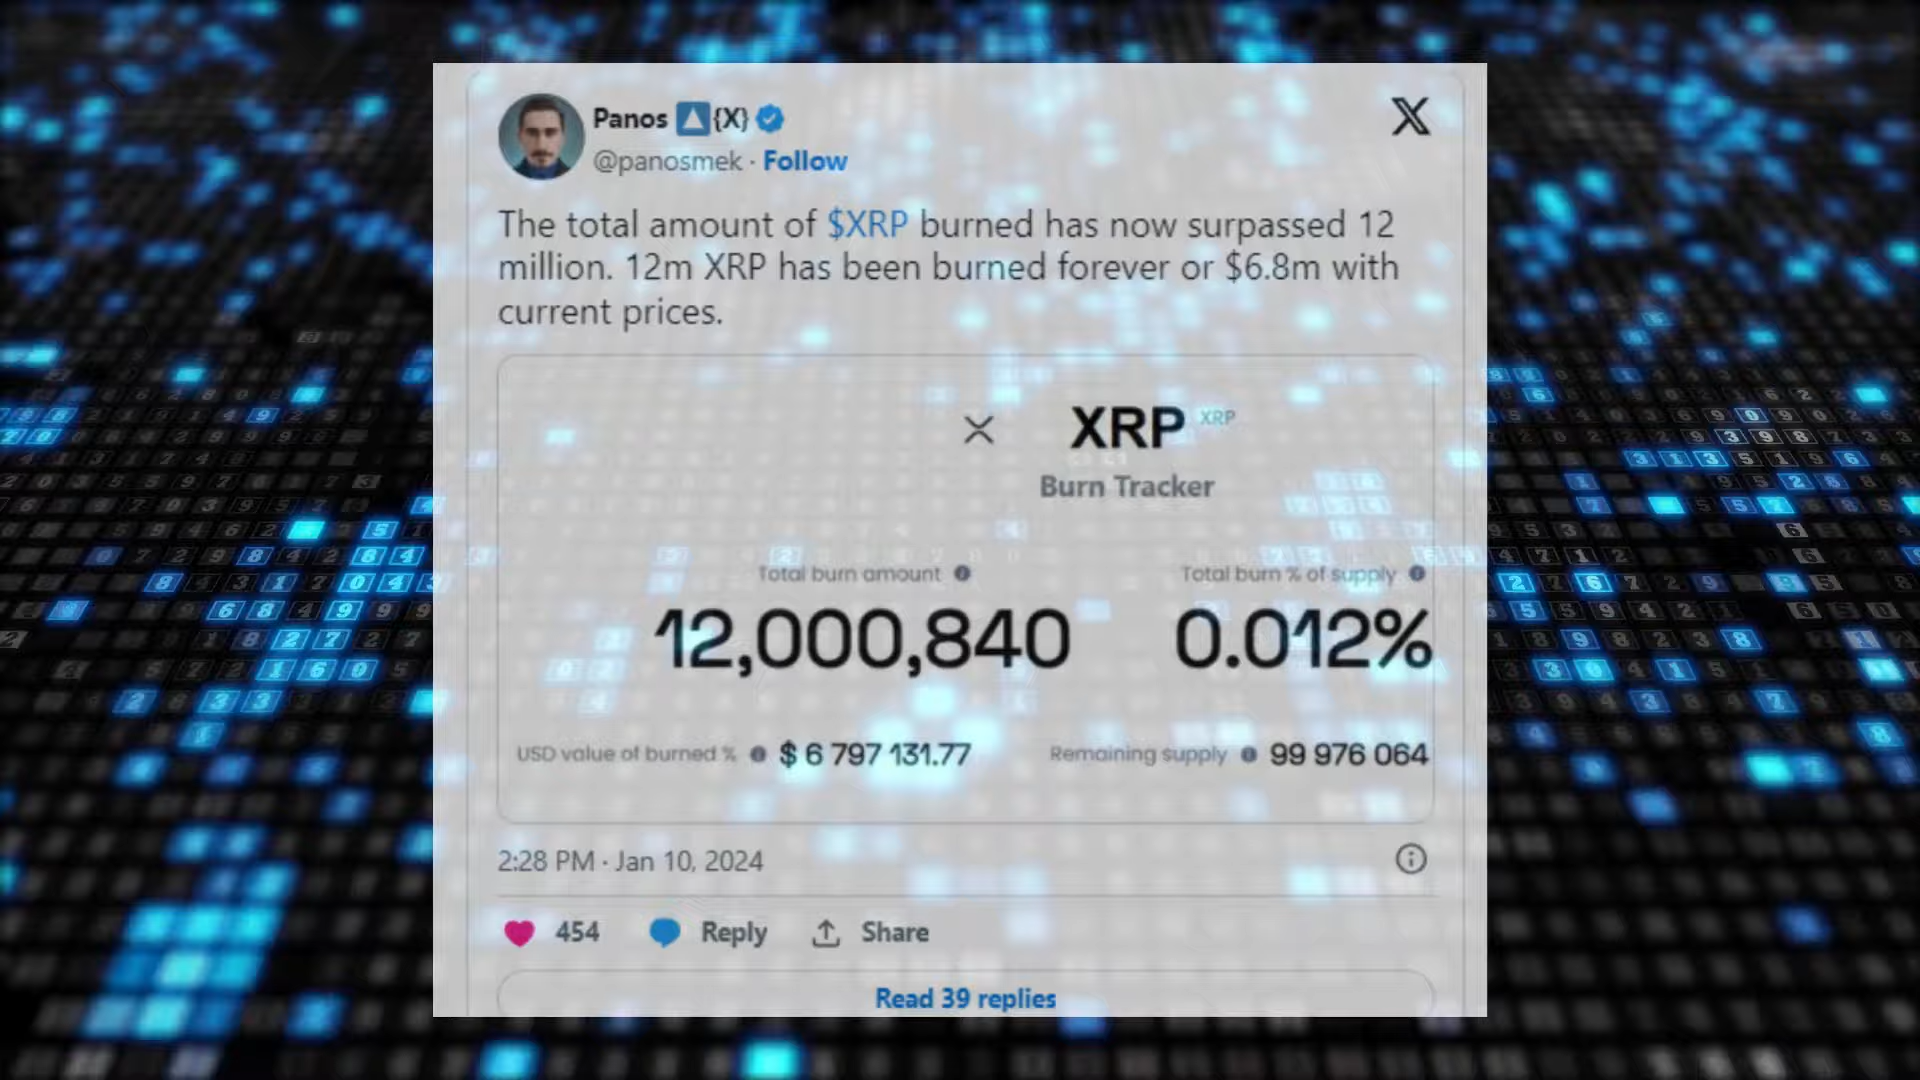 Panos {X}
@panosmek · Follow
The total amount of $XRP burned has now surpassed 12
million. 12m XRP has been burned forever or $6.8m with
current prices.
XRP XRP
Burn Tracker
Total burn amount
Total burn % of supply
12,000,840
0.012%
USD value of burned % $ 6 797 131.77
Remaining supply 99 976 064
2:28 PM · Jan 10, 2024
454 Reply Share
Read 39 replies